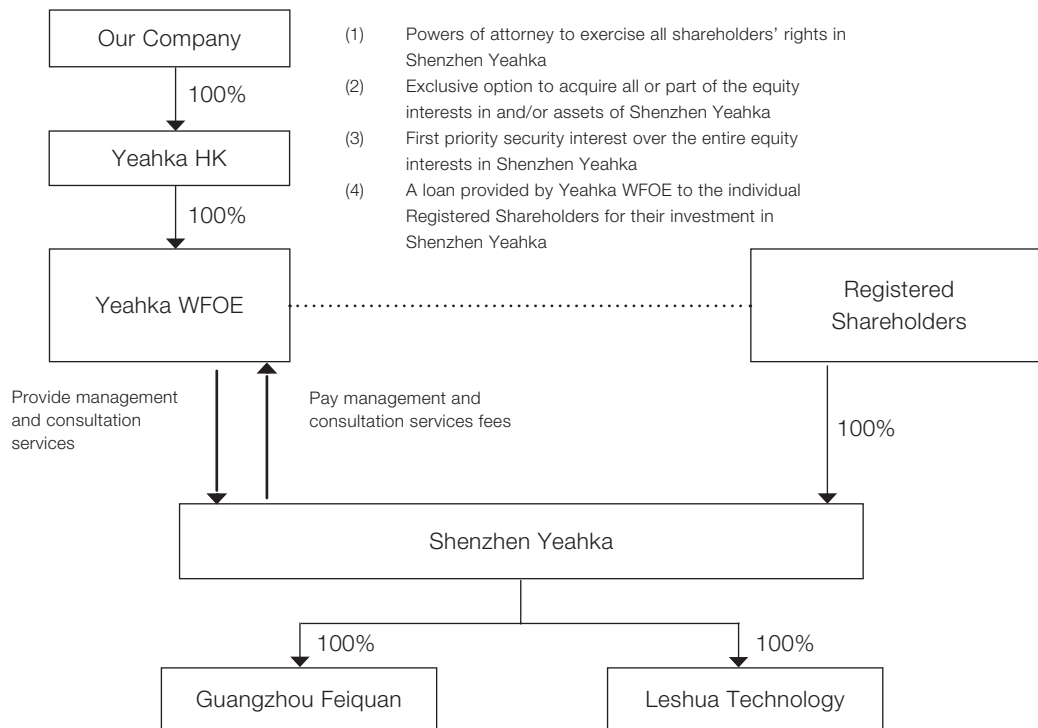 Our Company
100%
Yeahka HK
100%
(1) Powers of attorney to exercise all shareholders’ rights in
Shenzhen Yeahka
(2) Exclusive option to acquire all or part of the equity
interests in and/or assets of Shenzhen Yeahka
(3) First priority security interest over the entire equity
interests in Shenzhen Yeahka
(4) A loan provided by Yeahka WFOE to the individual
Registered Shareholders for their investment in
Shenzhen Yeahka
Yeahka WFOE
Registered
Shareholders
Provide management
and consultation
services
Pay management and
consultation services fees
100%
Shenzhen Yeahka
100%
100%
Guangzhou Feiquan
Leshua Technology